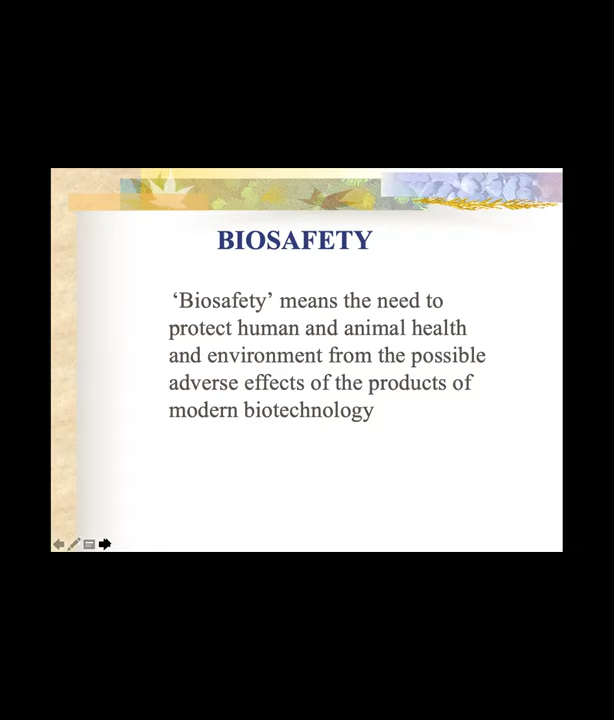 BIOSAFETY
‘Biosafety’ means the need to
protect human and animal health
and environment from the possible
adverse effects of the products of
modern biotechnology